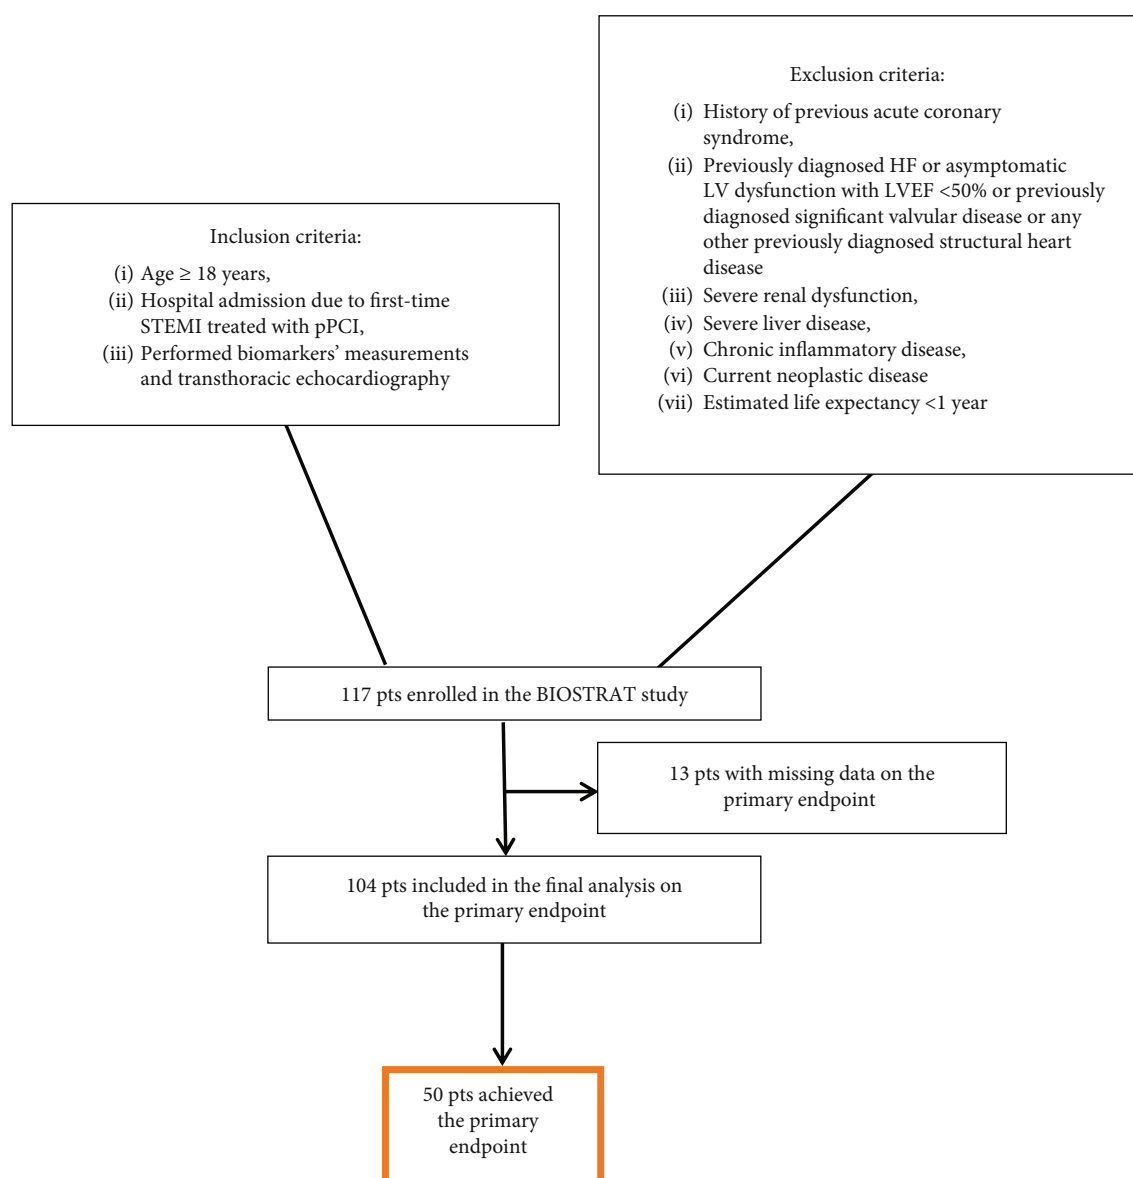 Inclusion criteria:
(i) Age ≥ 18 years,
(ii) Hospital admission due to first-time
STEMI treated with pPCI,
(iii) Performed biomarkers’ measurements
and transthoracic echocardiography
Exclusion criteria:
(i) History of previous acute coronary
syndrome,
(ii) Previously diagnosed HF or asymptomatic
LV dysfunction with LVEF <50% or previously
diagnosed significant valvular disease or any
other previously diagnosed structural heart
disease
(iii) Severe renal dysfunction,
(iv) Severe liver disease,
(v) Chronic inflammatory disease,
(vi) Current neoplastic disease
(vii) Estimated life expectancy <1 year
117 pts enrolled in the BIOSTRAT study
13 pts with missing data on the
primary endpoint
104 pts included in the final analysis on
the primary endpoint
50 pts achieved
the primary
endpoint